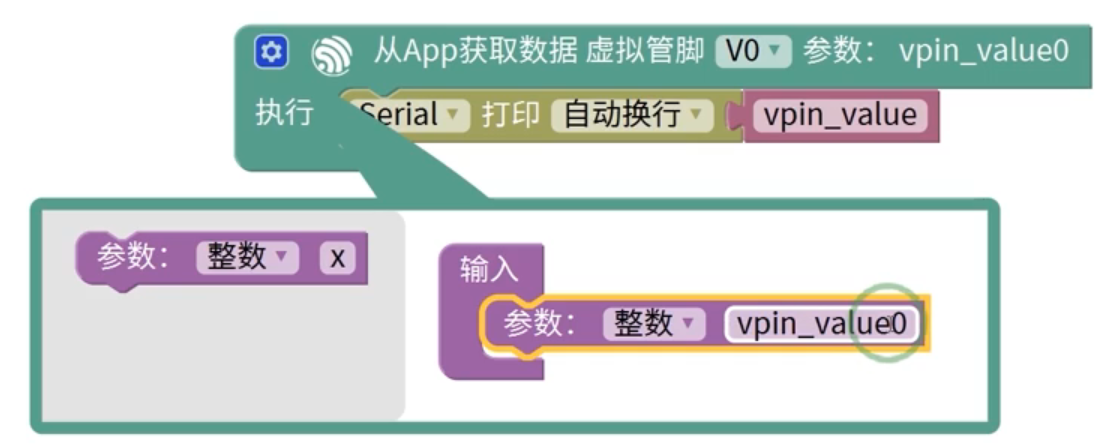 从App获取数据 虚拟管脚 V0 参数: vpin_value0
执行 Serial 打印 自动换行 vpin_value
参数: 整数 x
输入
参数: 整数 vpin_value0